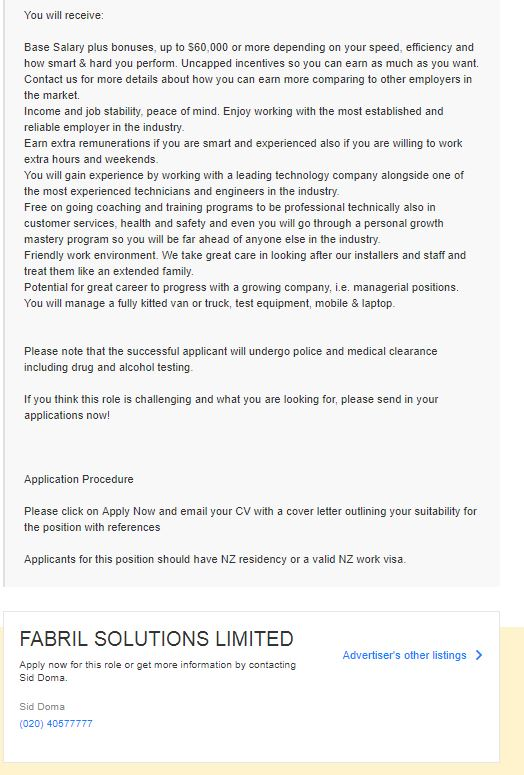 You will receive:
Base Salary plus bonuses, up to $60,000 or more depending on your speed, efficiency and
how smart & hard you perform. Uncapped incentives so you can earn as much as you want.
Contact us for more details about how you can earn more comparing to other employers in
the market.
Income and job stability, peace of mind. Enjoy working with the most established and
reliable employer in the industry.
Earn extra remunerations if you are smart and experienced also if you are willing to work
extra hours and weekends.
You will gain experience by working with a leading technology company alongside one of
the most experienced technicians and engineers in the industry.
Free on going coaching and training programs to be professional technically also in
customer services, health and safety and even you will go through a personal growth
mastery program so you will be far ahead of anyone else in the industry.
Friendly work environment. We take great care in looking after our installers and staff and
treat them like an extended family.
Potential for great career to progress with a growing company, i.e. managerial positions.
You will manage a fully kitted van or truck, test equipment, mobile & laptop.
Please note that the successful applicant will undergo police and medical clearance
including drug and alcohol testing.
If you think this role is challenging and what you are looking for, please send in your
applications now!
Application Procedure
Please click on Apply Now and email your CV with a cover letter outlining your suitability for
the position with references
Applicants for this position should have NZ residency or a valid NZ work visa.
FABRIL SOLUTIONS LIMITED
Apply now for this role or get more information by contacting
Sid Doma.
Advertiser's other listings
Sid Doma
(020) 40577777